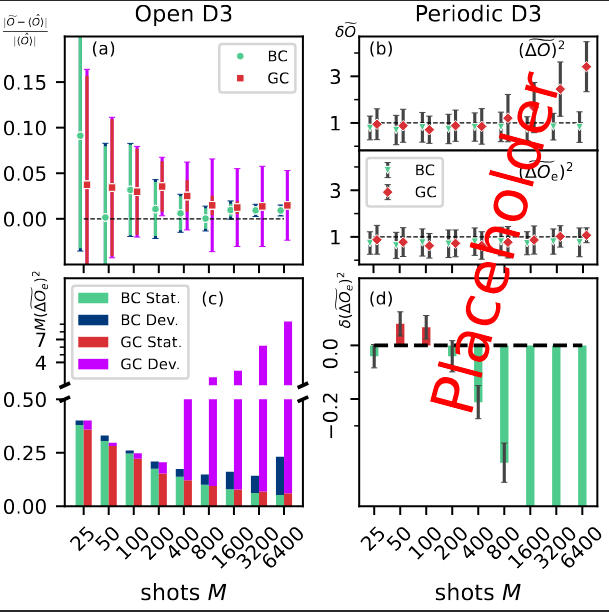 Open D3
Periodic D3
|Õ − ⟨Ô⟩|
|⟨Ô⟩|
(a)
BC
GC
0.15
0.10
0.05
0.00
δÕ
(b)
(ΔÕ)²
3
1
BC
GC
(ΔÕₑ)²
3
1
M(ΔÕₑ)²
BC Stat.
BC Dev.
GC Stat.
GC Dev.
(c)
7
4
0.50
0.25
0.00
δ(ΔÕₑ)²
(d)
0.0
−0.2
Placeholder
25
50
100
200
400
800
1600
3200
6400
shots M
25
50
100
200
400
800
1600
3200
6400
shots M